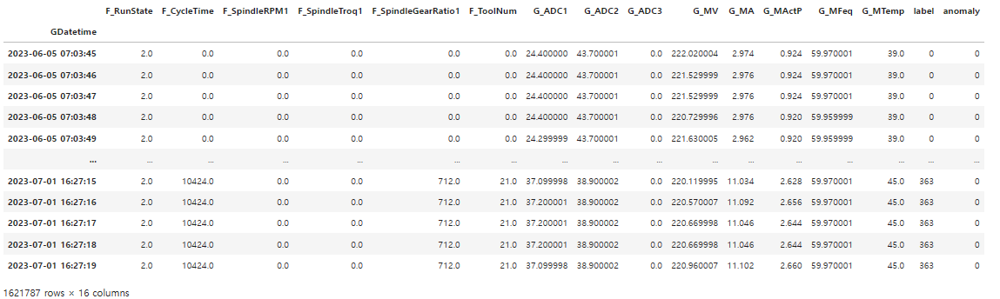 F_RunState F_CycleTime F_SpindleRPM1 F_SpindleTroq1 F_SpindleGearRatio1 F_ToolNum G_ADC1 G_ADC2 G_ADC3 G_MV G_MA G_MActP G_MFeq G_MTemp label anomaly
GDatetime
2023-06-05 07:03:45 2.0 0.0 0.0 0.0 0.0 0.0 24.400000 43.700001 0.0 222.020004 2.974 0.924 59.970001 39.0 0 0
2023-06-05 07:03:46 2.0 0.0 0.0 0.0 0.0 0.0 24.400000 43.700001 0.0 221.529999 2.976 0.924 59.970001 39.0 0 0
2023-06-05 07:03:47 2.0 0.0 0.0 0.0 0.0 0.0 24.400000 43.700001 0.0 221.529999 2.976 0.924 59.970001 39.0 0 0
2023-06-05 07:03:48 2.0 0.0 0.0 0.0 0.0 0.0 24.400000 43.700001 0.0 220.729996 2.976 0.920 59.959999 39.0 0 0
2023-06-05 07:03:49 2.0 0.0 0.0 0.0 0.0 0.0 24.299999 43.700001 0.0 221.630005 2.962 0.920 59.959999 39.0 0 0
... ... ... ... ... ... ... ... ... ... ... ... ... ... ... ... ...
2023-07-01 16:27:15 2.0 10424.0 0.0 0.0 712.0 21.0 37.099998 38.900002 0.0 220.119995 11.034 2.628 59.970001 45.0 363 0
2023-07-01 16:27:16 2.0 10424.0 0.0 0.0 712.0 21.0 37.200001 38.900002 0.0 220.570007 11.092 2.656 59.970001 45.0 363 0
2023-07-01 16:27:17 2.0 10424.0 0.0 0.0 712.0 21.0 37.200001 38.900002 0.0 220.669998 11.046 2.644 59.970001 45.0 363 0
2023-07-01 16:27:18 2.0 10424.0 0.0 0.0 712.0 21.0 37.200001 38.900002 0.0 220.669998 11.046 2.644 59.970001 45.0 363 0
2023-07-01 16:27:19 2.0 10424.0 0.0 0.0 712.0 21.0 37.099998 38.900002 0.0 220.960007 11.102 2.660 59.970001 45.0 363 0
1621787 rows × 16 columns